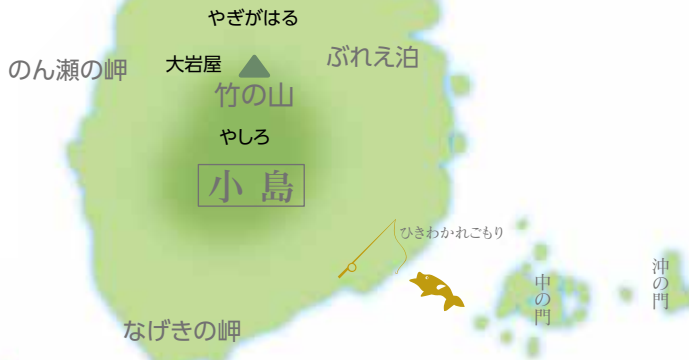 やぎがはる
ぶれえ泊
大岩屋
のん瀬の岬
竹の山
やしろ
小島
ひきわかれごもり
中の門
沖の門
なげきの岬